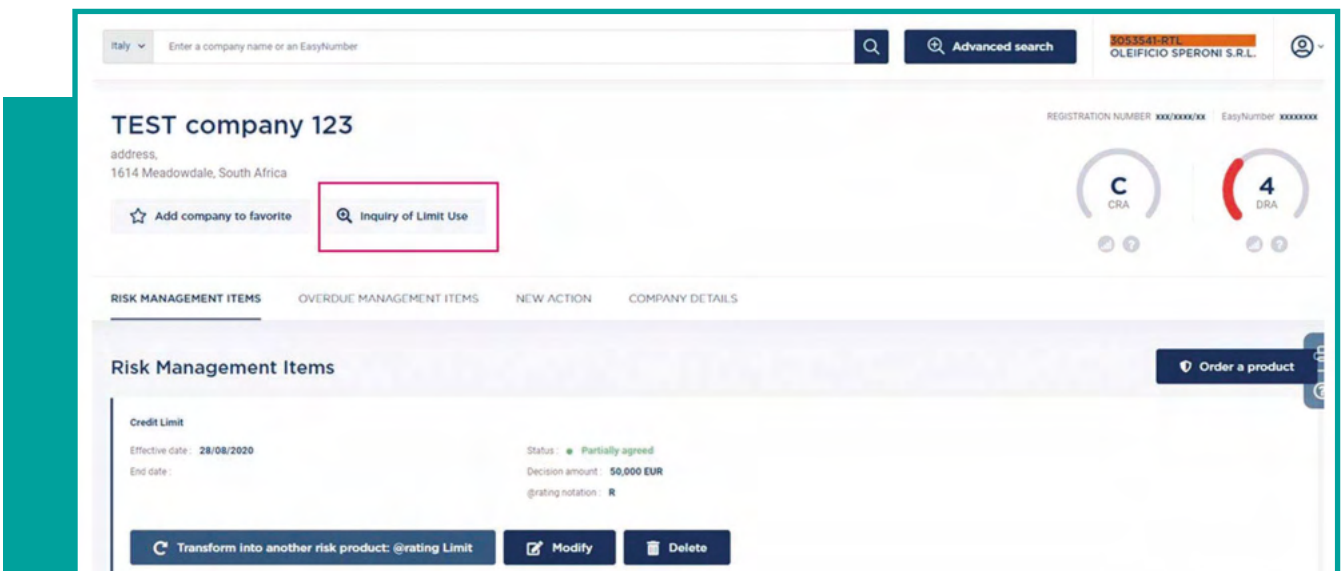 Italy
Enter a company name or an EasyNumber
Advanced search
3053541-RTL
OLEIFICIO SPERONI S.R.L.
TEST company 123
REGISTRATION NUMBER xxx/xxxx/xx EasyNumber xxxxxxxx
address,
1614 Meadowdale, South Africa
C
CRA
4
DRA
Add company to favorite
Inquiry of Limit Use
RISK MANAGEMENT ITEMS OVERDUE MANAGEMENT ITEMS NEW ACTION COMPANY DETAILS
Risk Management Items
Order a product
Credit Limit
Effective date : 28/08/2020
Status : Partially agreed
End date :
Decision amount : 50,000 EUR
@rating notation : R
Transform into another risk product: @rating Limit
Modify
Delete